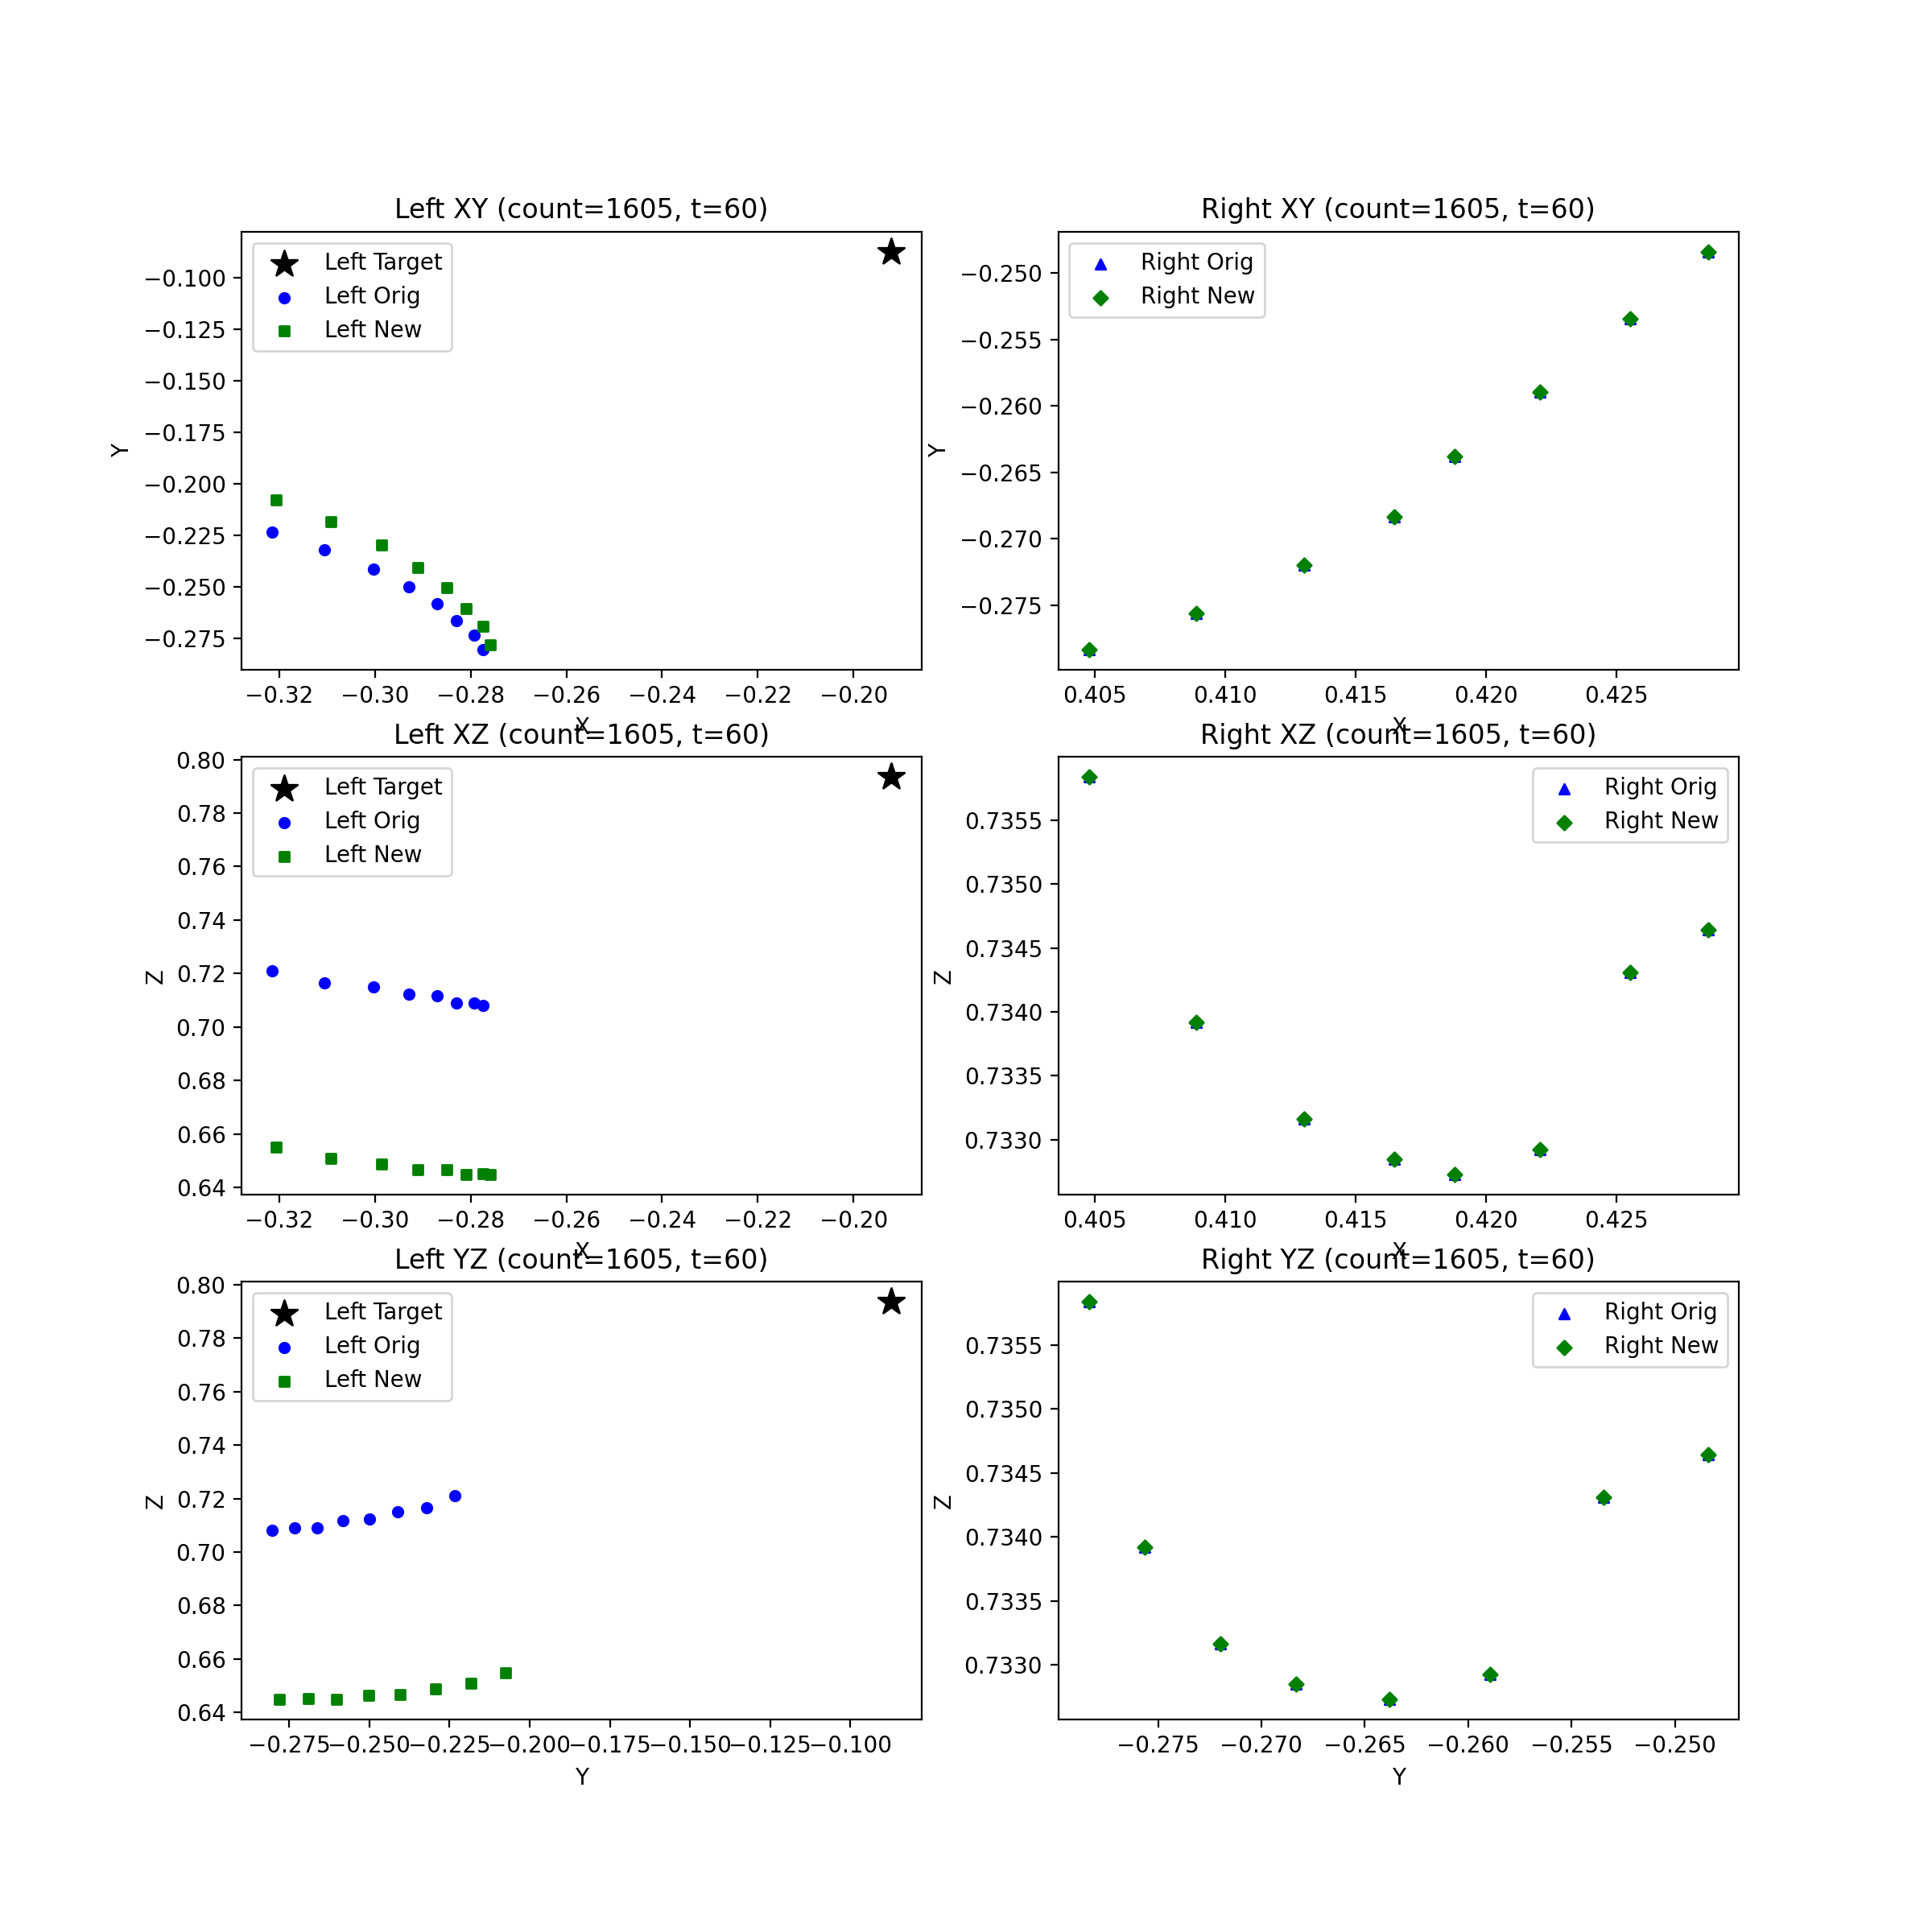 Left XY (count=1605, t=60)
Left Target
Left Orig
Left New
−0.100
−0.125
−0.150
−0.175
−0.200
−0.225
−0.250
−0.275
Y
−0.32 −0.30 −0.28 −0.26 −0.24 −0.22 −0.20
X
Right XY (count=1605, t=60)
Right Orig
Right New
−0.250
−0.255
−0.260
−0.265
−0.270
−0.275
Y
0.405 0.410 0.415 0.420 0.425
X
Left XZ (count=1605, t=60)
Left Target
Left Orig
Left New
0.80
0.78
0.76
0.74
0.72
0.70
0.68
0.66
0.64
Z
−0.32 −0.30 −0.28 −0.26 −0.24 −0.22 −0.20
X
Right XZ (count=1605, t=60)
Right Orig
Right New
0.7355
0.7350
0.7345
0.7340
0.7335
0.7330
Z
0.405 0.410 0.415 0.420 0.425
X
Left YZ (count=1605, t=60)
Left Target
Left Orig
Left New
0.80
0.78
0.76
0.74
0.72
0.70
0.68
0.66
0.64
Z
−0.275 −0.250 −0.225 −0.200 −0.175 −0.150 −0.125 −0.100
Y
Right YZ (count=1605, t=60)
Right Orig
Right New
0.7355
0.7350
0.7345
0.7340
0.7335
0.7330
Z
−0.275 −0.270 −0.265 −0.260 −0.255 −0.250
Y